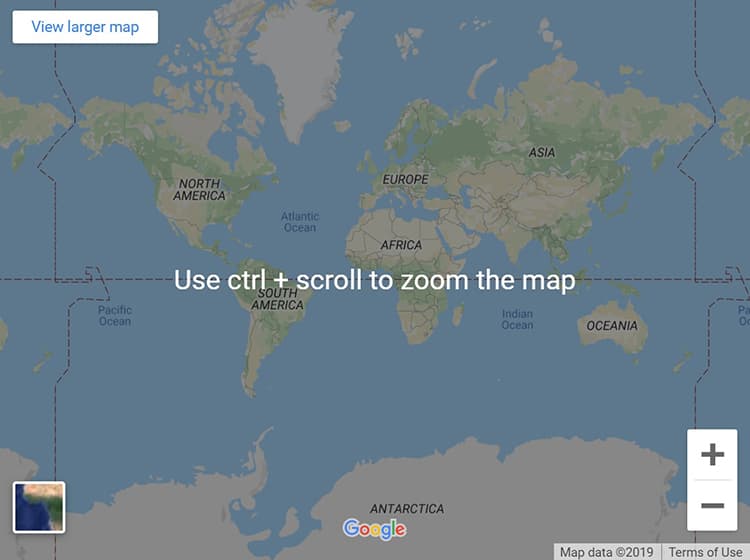 View larger map
NORTH
AMERICA
EUROPE
ASIA
Atlantic
Ocean
AFRICA
Use ctrl + scroll to zoom the map
SOUTH
AMERICA
Pacific
Ocean
Indian
Ocean
OCEANIA
Pa
Oc
+
−
ANTARCTICA
Google
Map data ©2019
Terms of Use